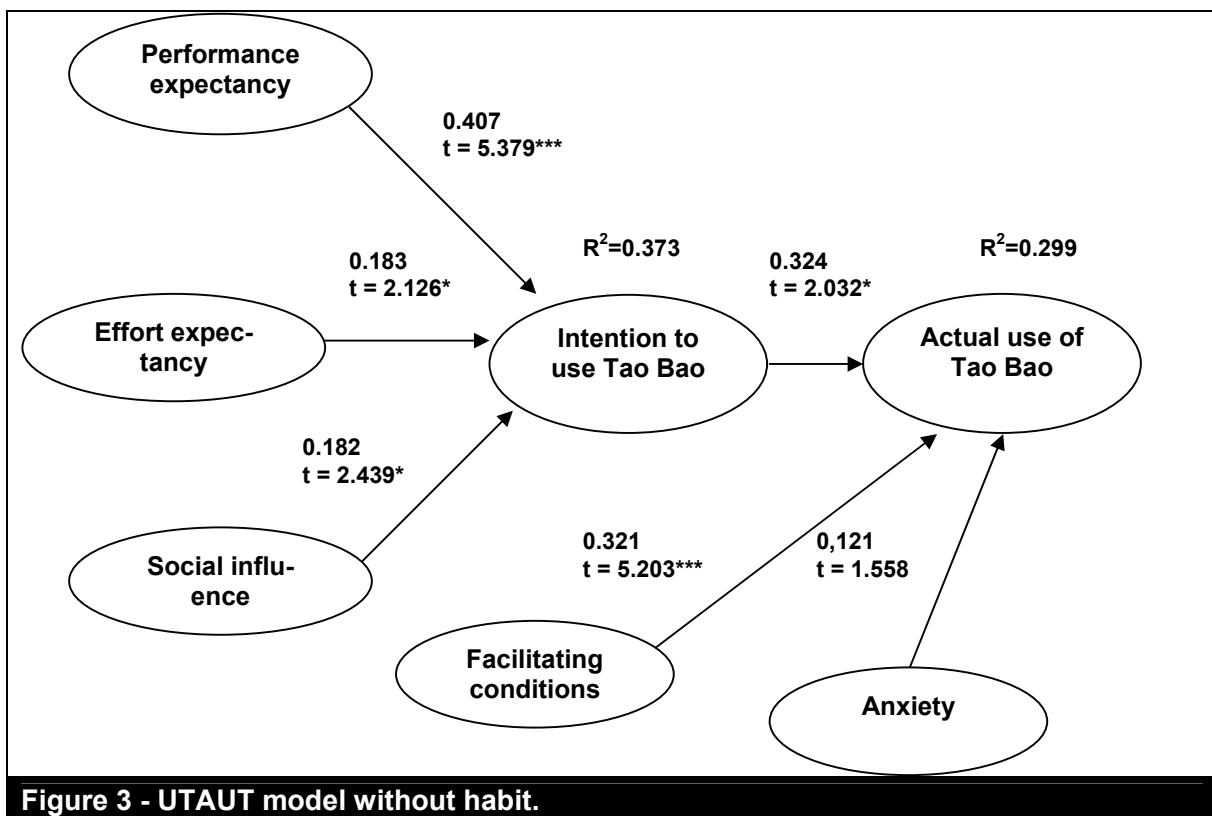 Performance
expectancy
0.407
t = 5.379***
R²=0.373
R²=0.299
0.183
t = 2.126*
0.324
t = 2.032*
Effort expec-
tancy
Intention to
use Tao Bao
Actual use of
Tao Bao
0.182
t = 2.439*
Social influ-
ence
0.321
t = 5.203***
0,121
t = 1.558
Facilitating
conditions
Anxiety
Figure 3 - UTAUT model without habit.